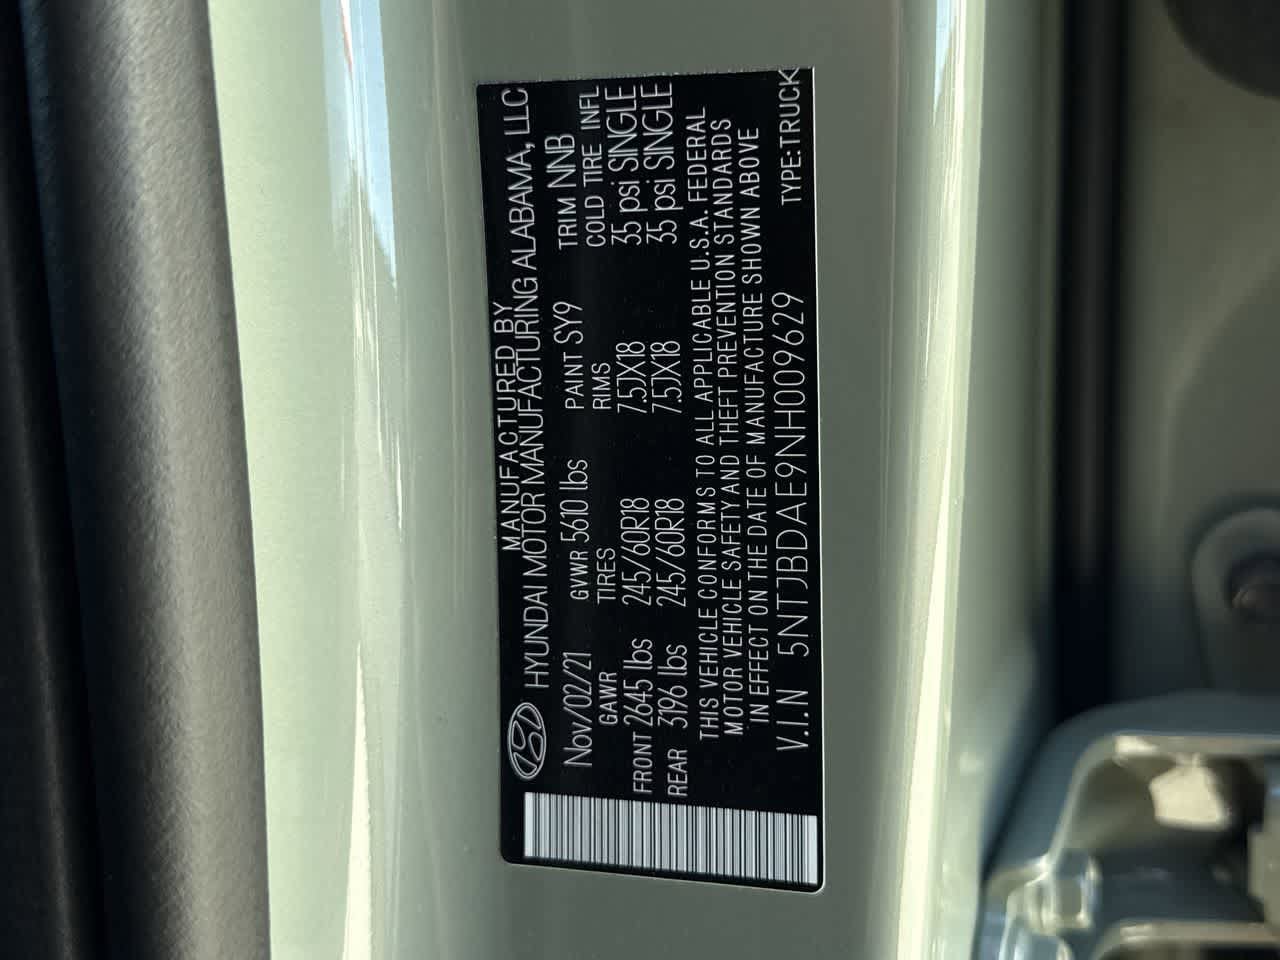 MANUFACTURED BY
HYUNDAI MOTOR MANUFACTURING ALABAMA, LLC
Nov/02/21 GVWR 5610 lbs PAINT SY9 TRIM NNB
GAWR TIRES RIMS COLD TIRE INFL
FRONT 2645 lbs 245/60R18 7.5JX18 35 psi SINGLE
REAR 3196 lbs 245/60R18 7.5JX18 35 psi SINGLE
THIS VEHICLE CONFORMS TO ALL APPLICABLE U.S.A. FEDERAL
MOTOR VEHICLE SAFETY AND THEFT PREVENTION STANDARDS
IN EFFECT ON THE DATE OF MANUFACTURE SHOWN ABOVE
V.I.N 5NTJBDAE9NH009629 TYPE:TRUCK